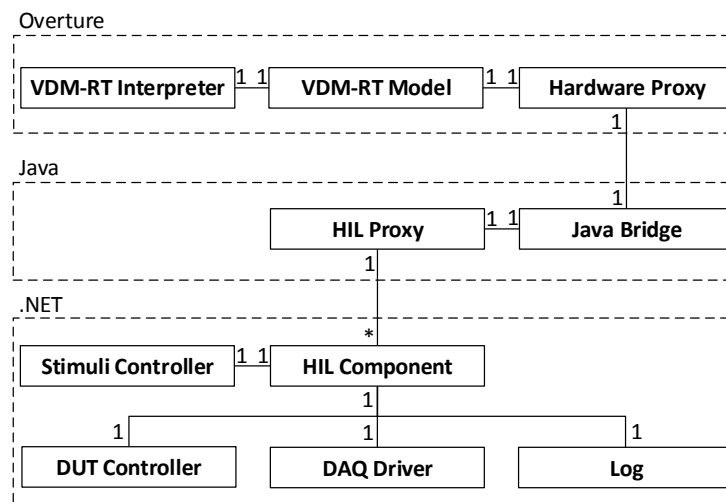 Overture
VDM-RT Interpreter 1 1 VDM-RT Model 1 1 Hardware Proxy
1
Java
1
HIL Proxy 1 1 Java Bridge
1
.NET
*
Stimuli Controller 1 1 HIL Component
1
1 1 1
DUT Controller DAQ Driver Log